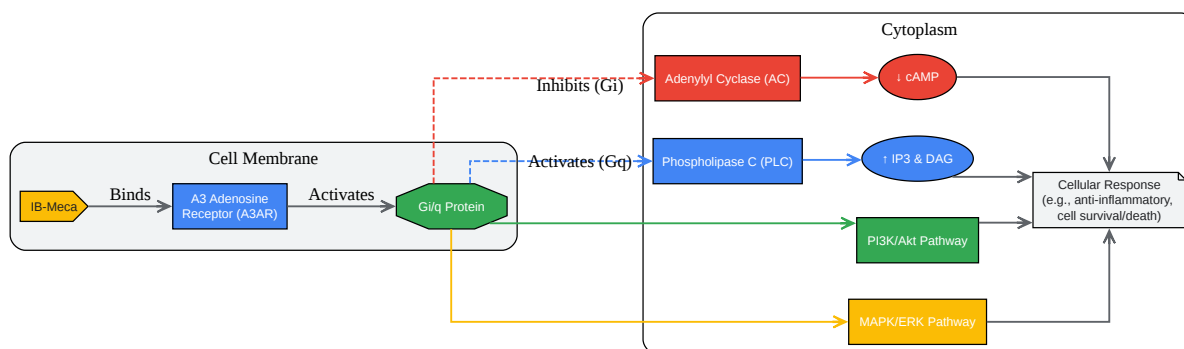 Cytoplasm
Adenylyl Cyclase (AC)
↓ cAMP
Inhibits (Gi)
Cell Membrane
Activates (Gq)
Phospholipase C (PLC)
↑ IP3 & DAG
IB-Meca
Binds
A3 Adenosine
Receptor (A3AR)
Activates
Gi/q Protein
Cellular Response
(e.g., anti-inflammatory,
cell survival/death)
PI3K/Akt Pathway
MAPK/ERK Pathway